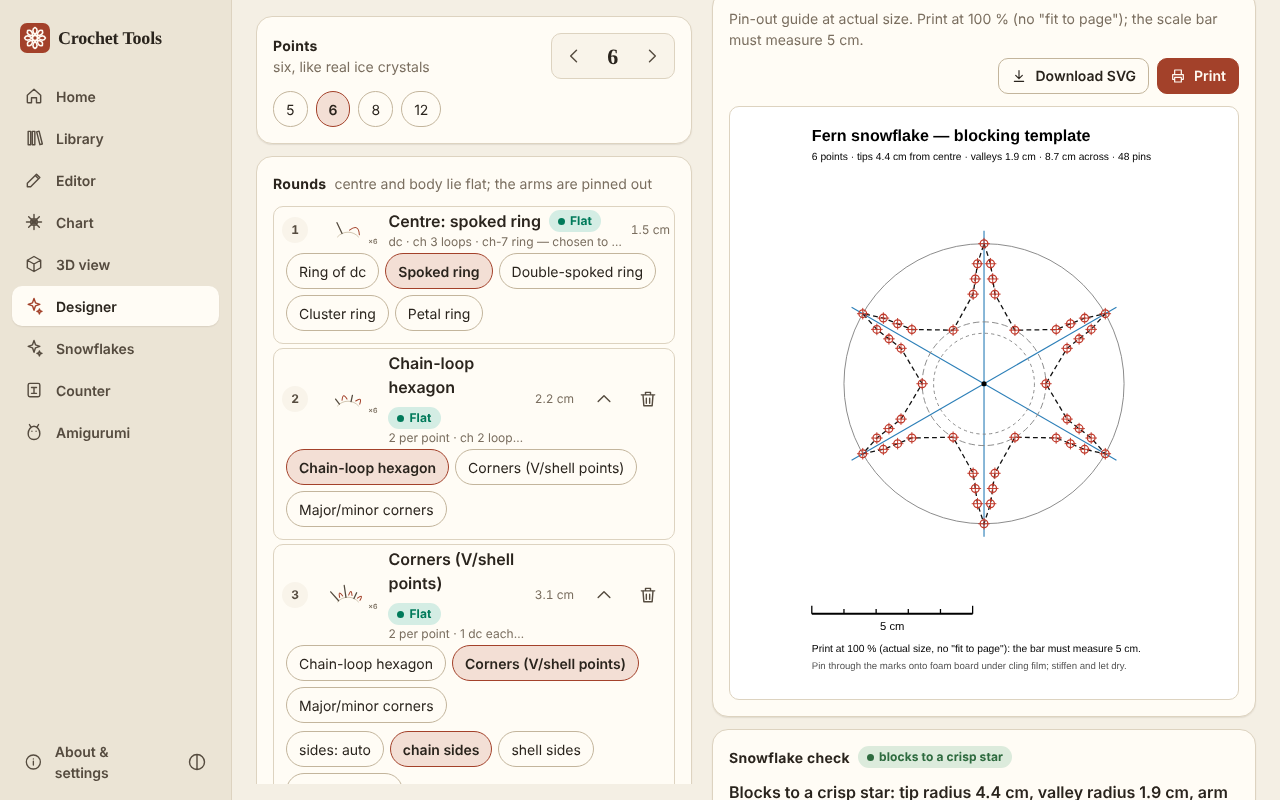 Crochet Tools
Home
Library
Editor
Chart
3D view
Designer
Snowflakes
Counter
Amigurumi
About &
settings
Points
six, like real ice crystals
6
5
6
8
12
Rounds centre and body lie flat; the arms are pinned out
1
×6
Centre: spoked ring Flat
dc · ch 3 loops · ch-7 ring — chosen to …
1.5 cm
Ring of dc
Spoked ring
Double-spoked ring
Cluster ring
Petal ring
2
×6
Chain-loop
hexagon
Flat
2 per point · ch 2 loop…
2.2 cm
Chain-loop hexagon
Corners (V/shell points)
Major/minor corners
3
×6
Corners (V/shell
points)
Flat
2 per point · 1 dc each…
3.1 cm
Chain-loop hexagon
Corners (V/shell points)
Major/minor corners
sides: auto
chain sides
shell sides
Pin-out guide at actual size. Print at 100 % (no "fit to page"); the scale bar
must measure 5 cm.
Download SVG
Print
Fern snowflake — blocking template
6 points · tips 4.4 cm from centre · valleys 1.9 cm · 8.7 cm across · 48 pins
5 cm
Print at 100 % (actual size, no "fit to page"): the bar must measure 5 cm.
Pin through the marks onto foam board under cling film; stiffen and let dry.
Snowflake check blocks to a crisp star
Blocks to a crisp star: tip radius 4.4 cm, valley radius 1.9 cm, arm